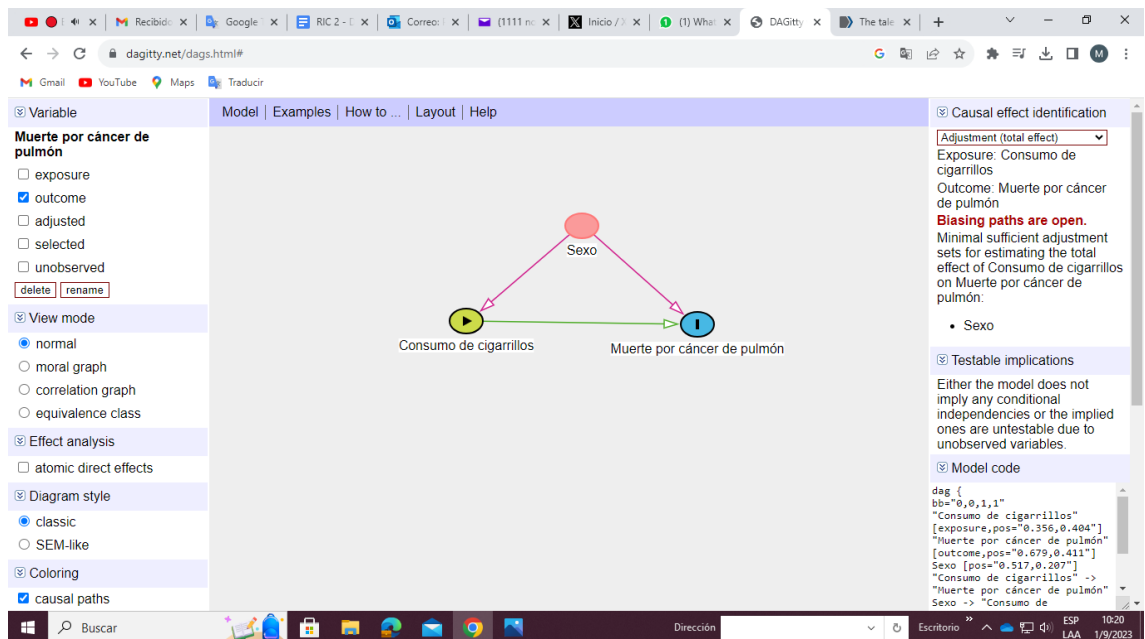 Recibido
Google
RIC 2 - D
Correo:
(1111 no
Inicio / X
(1) What
DAGitty
The tale
dagitty.net/dags.html#
M
Gmail YouTube Maps Traducir
Variable
Muerte por cáncer de
pulmón
exposure
outcome
adjusted
selected
unobserved
delete rename
View mode
normal
moral graph
correlation graph
equivalence class
Effect analysis
atomic direct effects
Diagram style
classic
SEM-like
Coloring
causal paths
Model | Examples | How to ... | Layout | Help
Sexo
Consumo de cigarrillos
Muerte por cáncer de pulmón
Causal effect identification
Adjustment (total effect)
Exposure: Consumo de
cigarrillos
Outcome: Muerte por cáncer
de pulmón
Biasing paths are open.
Minimal sufficient adjustment
sets for estimating the total
effect of Consumo de cigarrillos
on Muerte por cáncer de
pulmón:
• Sexo
Testable implications
Either the model does not
imply any conditional
independencies or the implied
ones are untestable due to
unobserved variables.
Model code
dag {
bb="0,0,1,1"
"Consumo de cigarrillos"
[exposure,pos="0.356,0.404"]
"Muerte por cáncer de pulmón"
[outcome,pos="0.679,0.411"]
Sexo [pos="0.517,0.207"]
"Consumo de cigarrillos" ->
"Muerte por cáncer de pulmón"
Sexo -> "Consumo de
Buscar
Dirección
Escritorio
ESP
LAA
10:20
1/9/2023